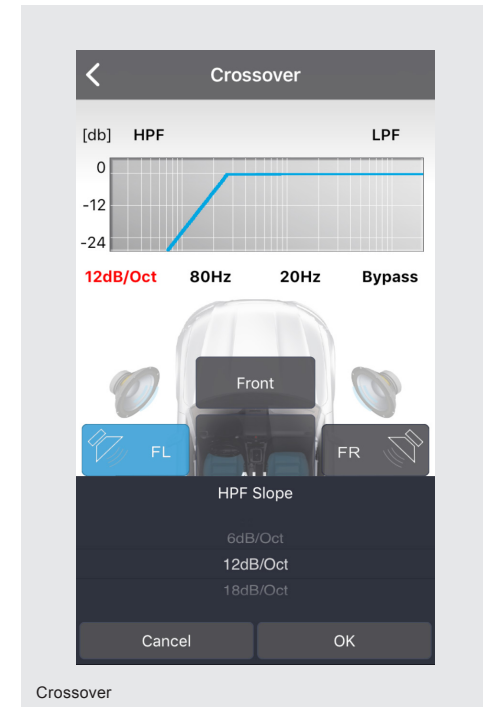 Crossover
[db] HPF LPF
0
-12
-24
12dB/Oct 80Hz 20Hz Bypass
Front
FL FR
HPF Slope
6dB/Oct
12dB/Oct
18dB/Oct
Cancel OK
Crossover